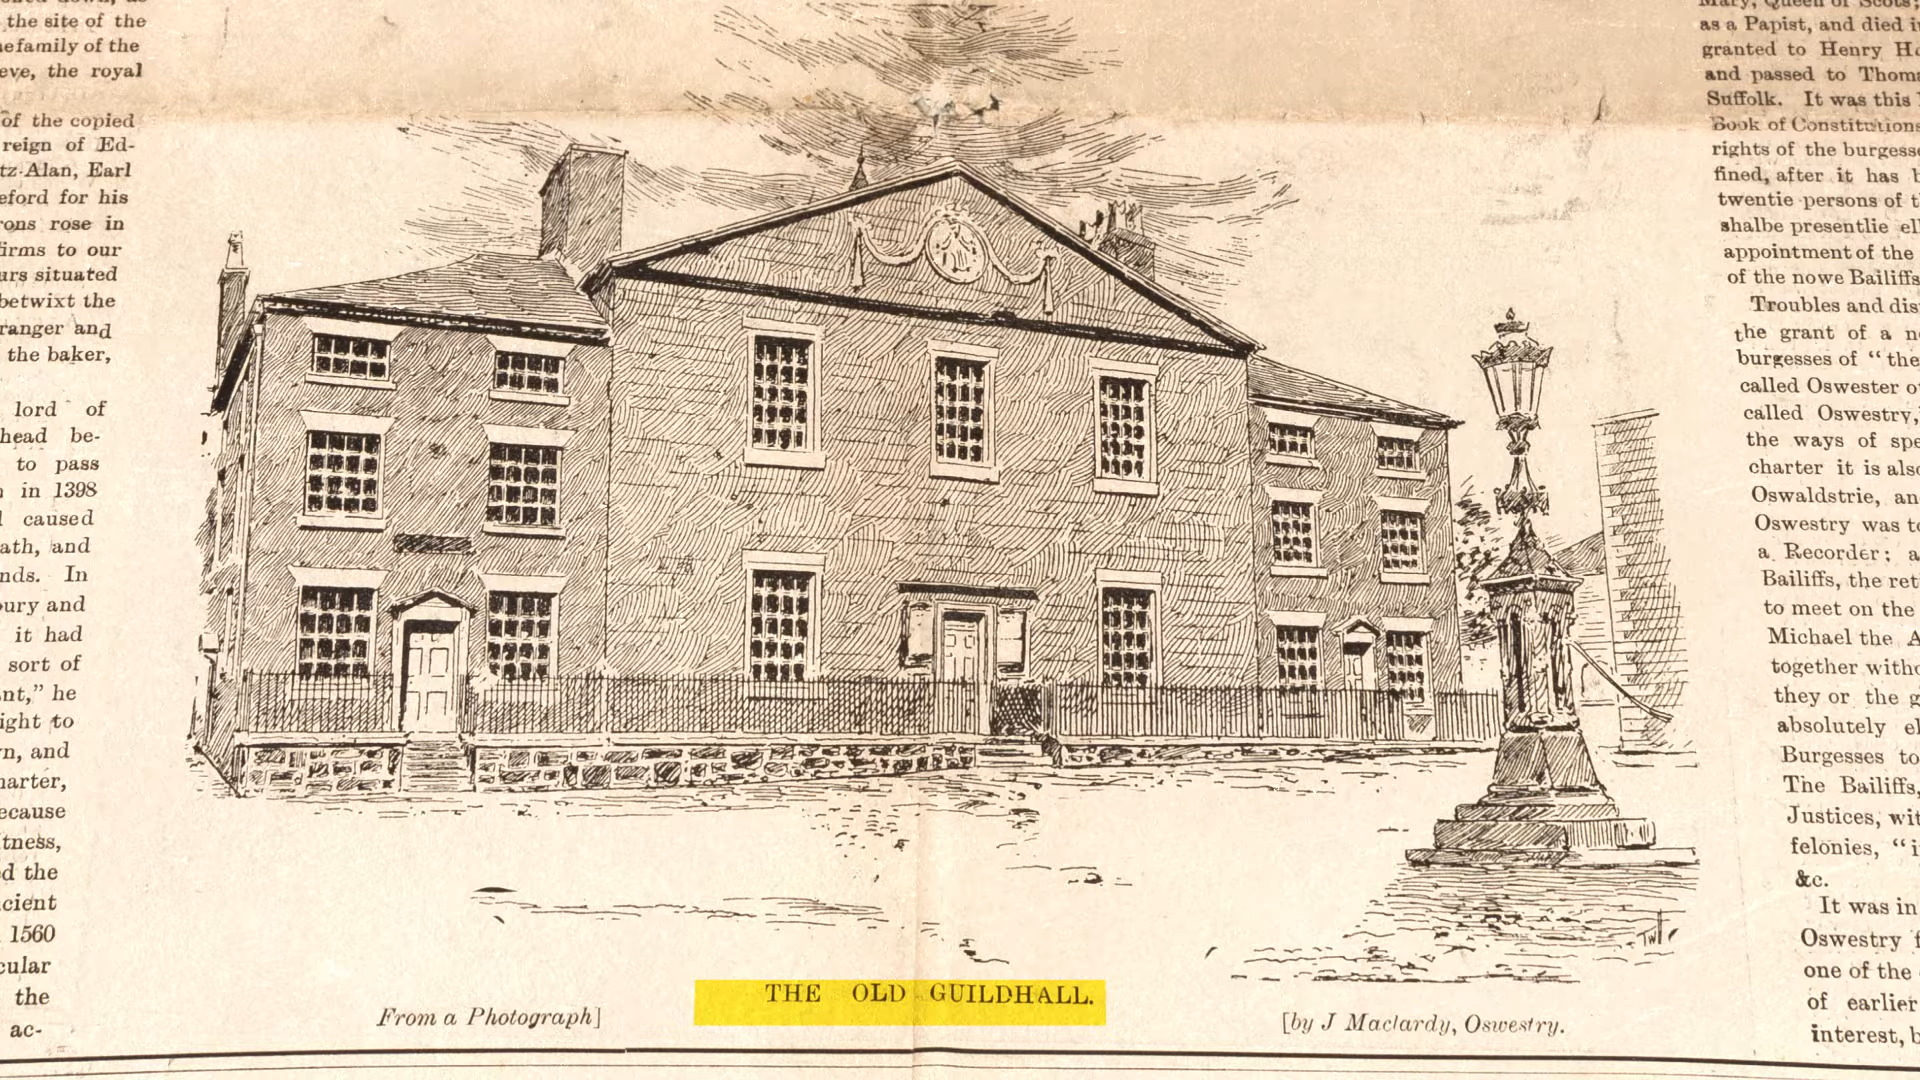 the site of the
family of the
eve, the royal
of the copied
reign of Ed-
tz-Alan, Earl
eford for his
rons rose in
firms to our
urs situated
betwixt the
ranger and
the baker,
lord of
head be-
to pass
in 1398
caused
ath, and
nds. In
bury and
it had
sort of
nt," he
ight to
n, and
harter,
ecause
tness,
d the
cient
1560
cular
the
ac-
THE OLD GUILDHALL.
From a Photograph]
[by J Maclardy, Oswestry.
Mary, Queen of Scots;
as a Papist, and died i
granted to Henry Ho
and passed to Thoma
Suffolk. It was this
Book of Constitutions
rights of the burgesse
fined, after it has b
twentie persons of t
shalbe presentlie el
appointment of the
of the nowe Bailiffs
Troubles and dis
the grant of a n
burgesses of "the
called Oswester o
called Oswestry,
the ways of spe
charter it is also
Oswaldstrie, an
Oswestry was to
a Recorder; a
Bailiffs, the ret
to meet on the
Michael the A
together witho
they or the g
absolutely el
Burgesses to
The Bailiffs,
Justices, wit
felonies, "i
&c.
It was in
Oswestry f
one of the
of earlier
interest, b